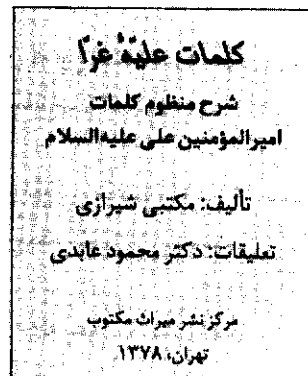 کلمات علیّهٔ غرّا
شرح منظوم کلمات
امیرالمؤمنین علی علیه‌السلام
تألیف: مکتبی شیرازی
تعلیقات: دکتر محمود عابدی
مرکز نشر میراث مکتوب
تهران، ۱۳۷۸